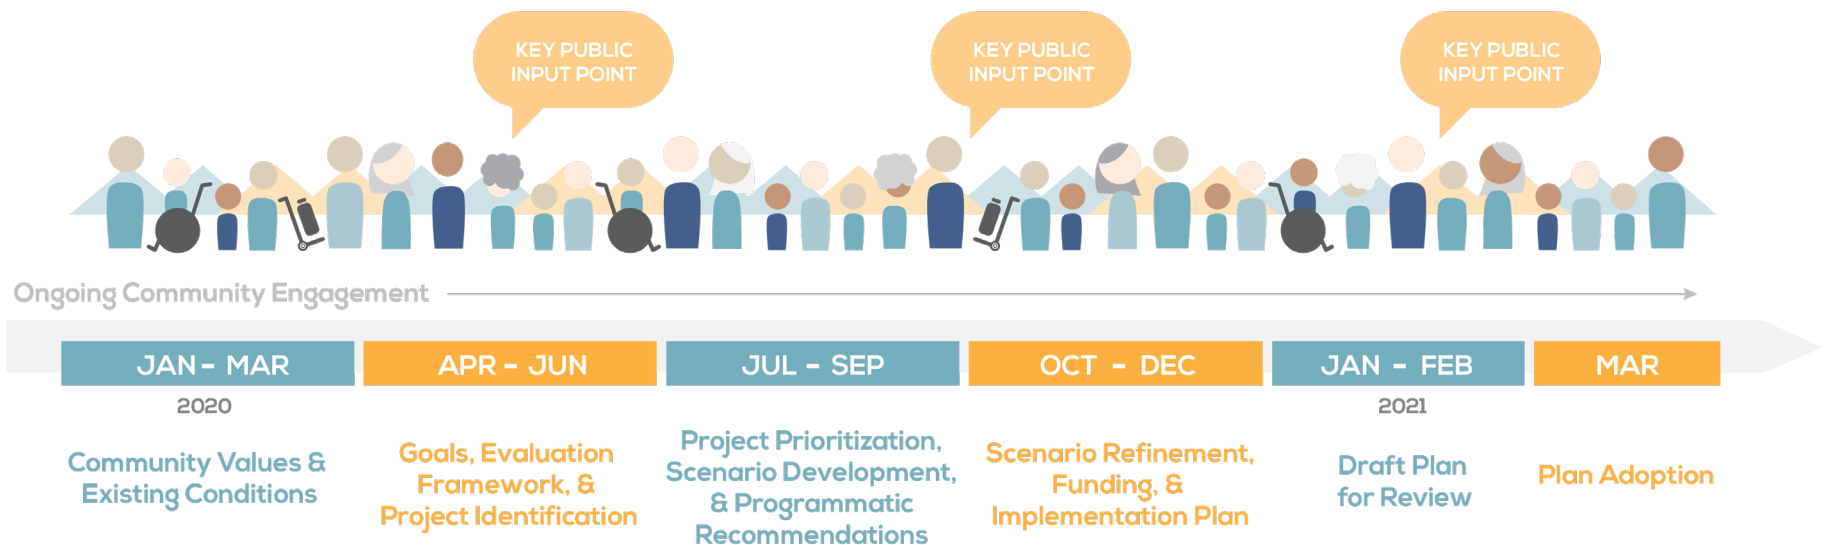 KEY PUBLIC
INPUT POINT
KEY PUBLIC
INPUT POINT
KEY PUBLIC
INPUT POINT
Ongoing Community Engagement
JAN – MAR
APR – JUN
JUL – SEP
OCT – DEC
JAN – FEB
MAR
2020
2021
Community Values &
Existing Conditions
Goals, Evaluation
Framework, &
Project Identification
Project Prioritization,
Scenario Development,
& Programmatic
Recommendations
Scenario Refinement,
Funding, &
Implementation Plan
Draft Plan
for Review
Plan Adoption